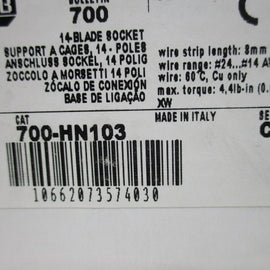 B
BULLETIN
700
14-BLADE SOCKET
SUPPORT A CAGES, 14 - POLES
ANSCHLUSS SOCKEL, 14 POLIG
ZOCCOLO A MORSETTI 14 POLI
ZÓCALO DE CONEXIÓN
BASE DE LIGAÇÃO
wire strip length: 8mm
wire range: #24...#14 A
wire: 60°C, Cu only
max. torque: 4,4lb-in (0.
XW
CAT
MADE IN ITALY
SE
700-HN103
10662073574030